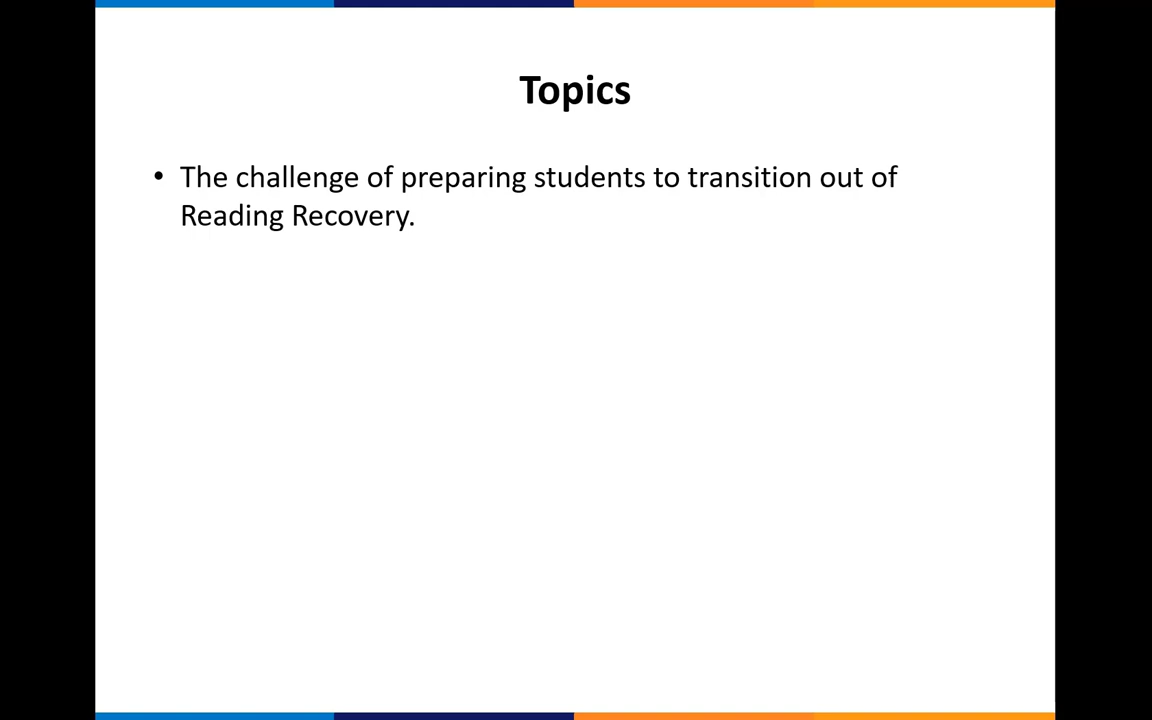 Topics
• The challenge of preparing students to transition out of
Reading Recovery.